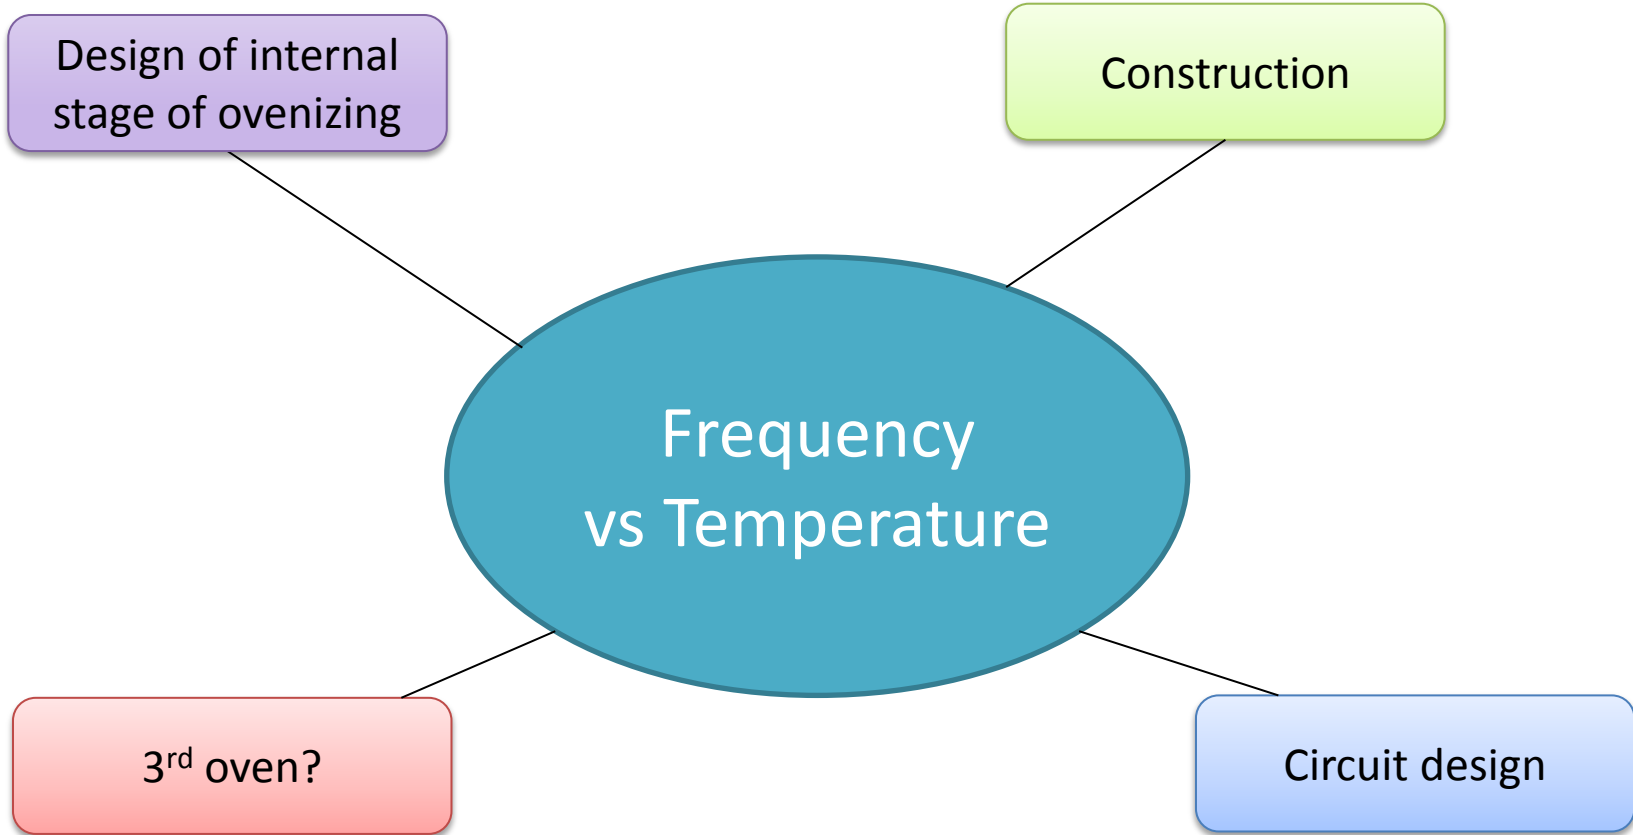 Design of internal
stage of ovenizing
Construction
Frequency
vs Temperature
3rd oven?
Circuit design